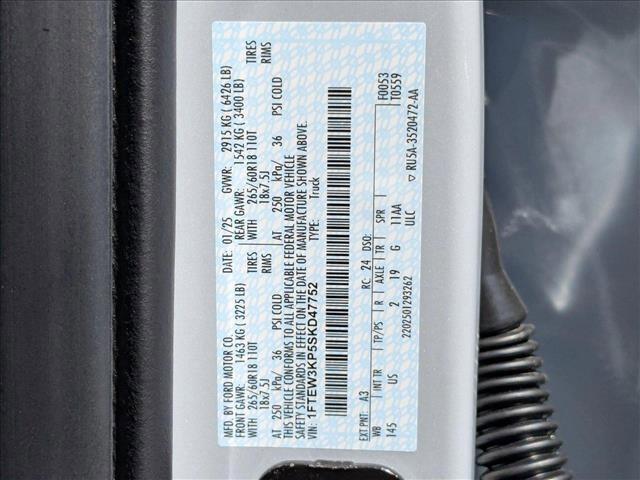 MFD. BY FORD MOTOR CO. 01/25 GVWR: 2915 KG ( 6426 LB)
FRONT GAWR: 1463 KG ( 3225 LB) REAR GAWR: 1542 KG ( 3400 LB)
265/60R18 110T TIRES WITH 265/60R18 110T TIRES
18x7.5J RIMS 18x7.5J RIMS
AT 250 kPa/ 36 PSI COLD AT 250 kPa/ 36 PSI COLD
THIS VEHICLE CONFORMS TO ALL APPLICABLE FEDERAL MOTOR VEHICLE
SAFETY STANDARDS IN EFFECT ON THE DATE OF MANUFACTURE SHOWN ABOVE.
VIN: 1FTEW3KP5SKD47752 TYPE: Truck
F0053
T0559
EXT PNT: A3 RC: 24 DSO:
WB INT TR TP/PS R AXLE TR SPR
145 US 2 19 G 11AA
ULC
2202501293262 ▽ RU5A-3520472-AA